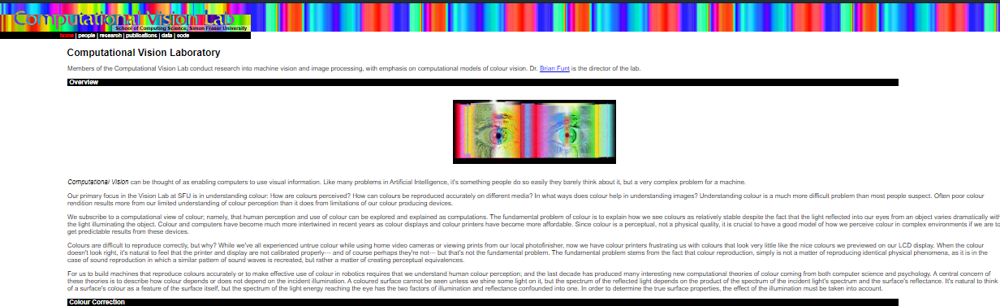 Computational Vision Lab
School of Computing Science, Simon Fraser University
home | people | research | publications | data | code
Computational Vision Laboratory
Members of the Computational Vision Lab conduct research into machine vision and image processing, with emphasis on computational models of colour vision. Dr. Brian Funt is the director of the lab.
Overview
Computational Vision can be thought of as enabling computers to use visual information. Like many problems in Artificial Intelligence, it's something people do so easily they barely think about it, but a very complex problem for a machine.
Our primary focus in the Vision Lab at SFU is in understanding colour: How are colours perceived? How can colours be reproduced accurately on different media? In what ways does colour help in understanding images? Understanding colour is a much more difficult problem than most people suspect. Often poor colour
rendition results more from our limited understanding of colour perception than it does from limitations of our colour producing devices.
We subscribe to a computational view of colour; namely, that human perception and use of colour can be explored and explained as computations. The fundamental problem of colour is to explain how we see colours as relatively stable despite the fact that the light reflected into our eyes from an object varies dramatically with
the light illuminating the object. Colour and computers have become much more intertwined in recent years as colour displays and colour printers have become more affordable. Since colour is a perceptual, not a physical quality, it is crucial to have a good model of how we perceive colour in complex environments if we are to
get predictable results from these devices.
Colours are difficult to reproduce correctly, but why? While we've all experienced untrue colour while using home video cameras or viewing prints from our local photofinisher, now we have colour printers frustrating us with colours that look very little like the nice colours we previewed on our LCD display. When the colour
doesn't look right, it's natural to feel that the printer and display are not calibrated properly--- and of course perhaps they're not--- but that's not the fundamental problem. The fundamental problem stems from the fact that colour reproduction, simply is not a matter of reproducing identical physical phenomena, as it is in the
case of sound reproduction in which a similar pattern of sound waves is recreated, but rather a matter of creating perceptual equivalences.
For us to build machines that reproduce colours accurately or to make effective use of colour in robotics requires that we understand human colour perception; and the last decade has produced many interesting new computational theories of colour coming from both computer science and psychology. A central concern of
these theories is to describe how colour depends or does not depend on the incident illumination. A coloured surface cannot be seen unless we shine some light on it, but the spectrum of the reflected light depends on the product of the spectrum of the incident light's spectrum and the surface's reflectance. It's natural to think
of a surface's colour as a feature of the surface itself, but the spectrum of the light energy reaching the eye has the two factors of illumination and reflectance confounded into one. In order to determine the true surface properties, the effect of the illumination must be taken into account.
Colour Correction